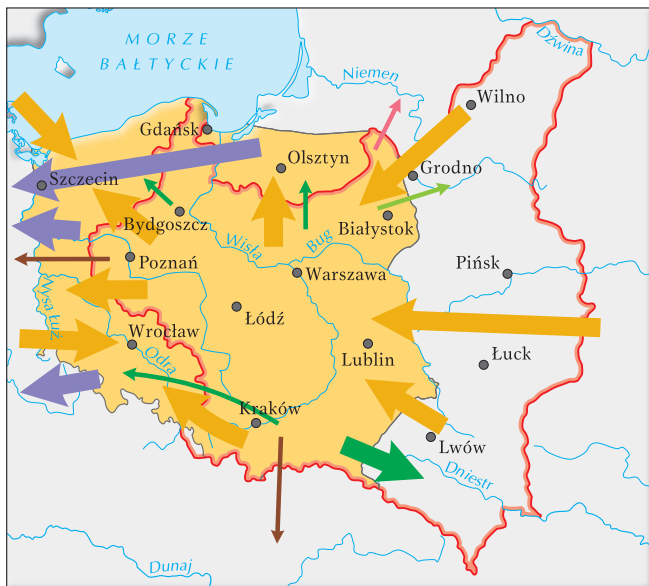 MORZE
BAŁTYCKIE
Dźwina
Niemen
Wilno
Gdańsk
Olsztyn
Grodno
Szczecin
Bydgoszcz
Białystok
Wisła
Bug
Poznań
Warszawa
Pińsk
Nysa Łuż.
Łódź
Wrocław
Odra
Lublin
Łuck
Kraków
Lwów
Dniestr
Dunaj